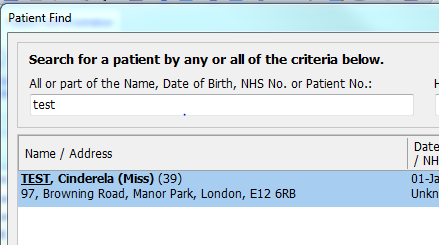 Patient Find
Search for a patient by any or all of the criteria below.
All or part of the Name, Date of Birth, NHS No. or Patient No.: H
test
Name / Address Date
/ NH
TEST, Cinderela (Miss) (39) 01-Ja
97, Browning Road, Manor Park, London, E12 6RB Unkn